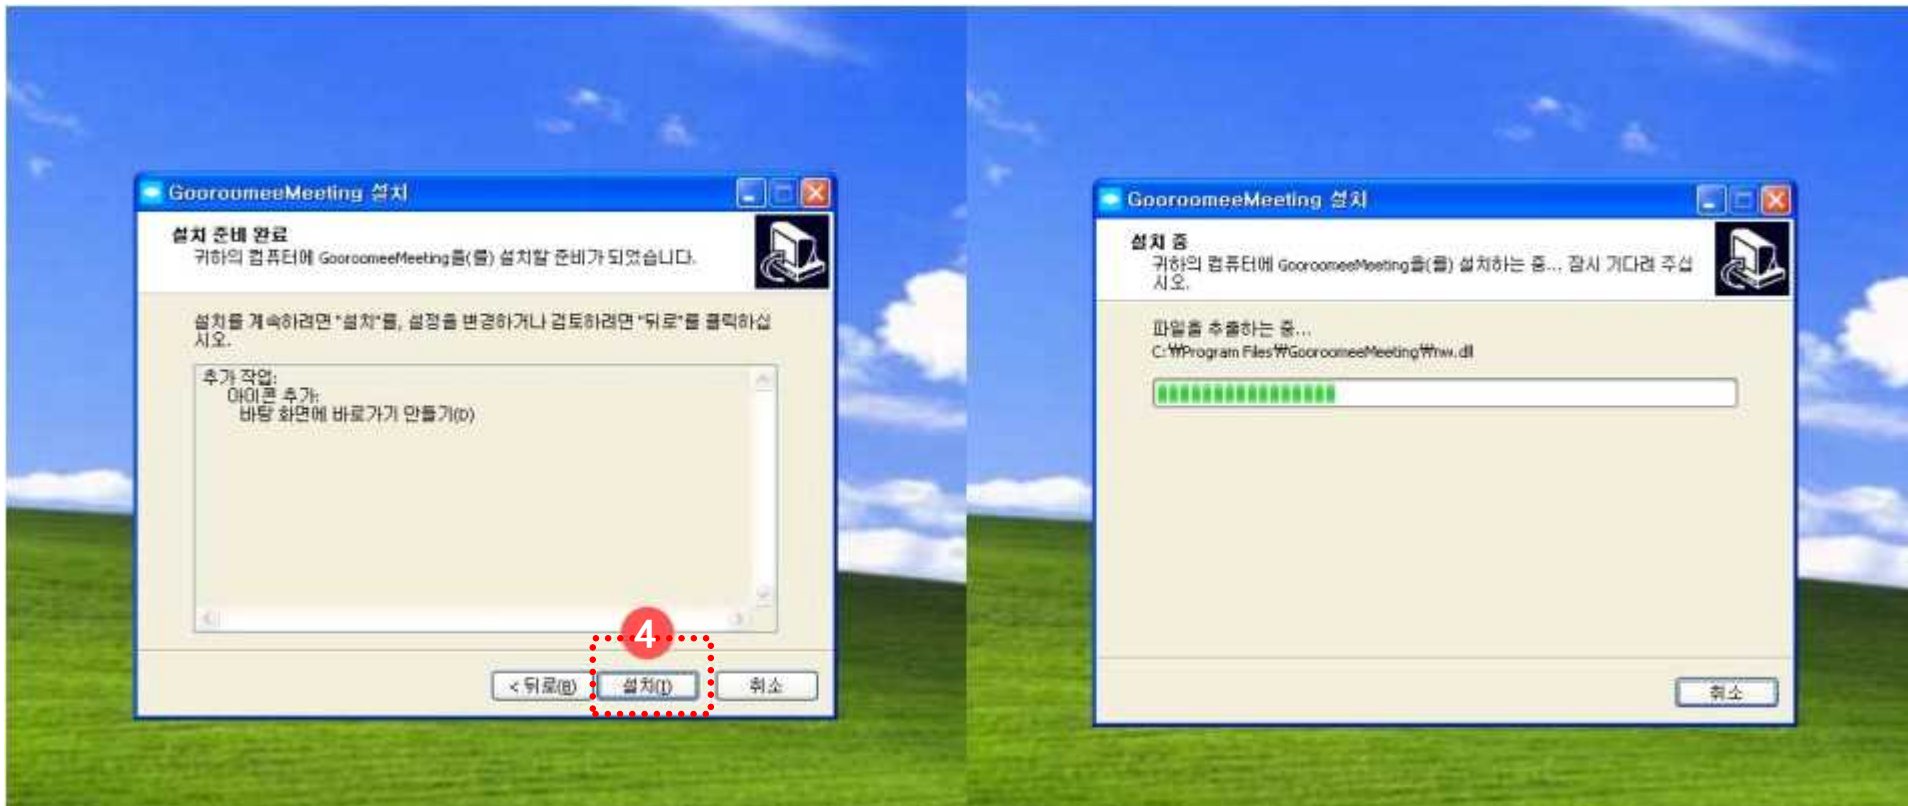 GooroomeeMeeting 설치
설치 준비 완료
귀하의 컴퓨터에 GooroomeeMeeting을(를) 설치할 준비가 되었습니다.
설치를 계속하려면 "설치"를, 설정을 변경하거나 검토하려면 "뒤로"를 클릭하십
시오.
추가 작업:
아이콘 추가:
바탕 화면에 바로가기 만들기(D)
4
< 뒤로(B)
설치(I)
취소
GooroomeeMeeting 설치
설치 중
귀하의 컴퓨터에 GooroomeeMeeting을(를) 설치하는 중... 잠시 기다려 주십
시오.
파일을 추출하는 중...
C:₩Program Files₩GooroomeeMeeting₩nw.dll
취소